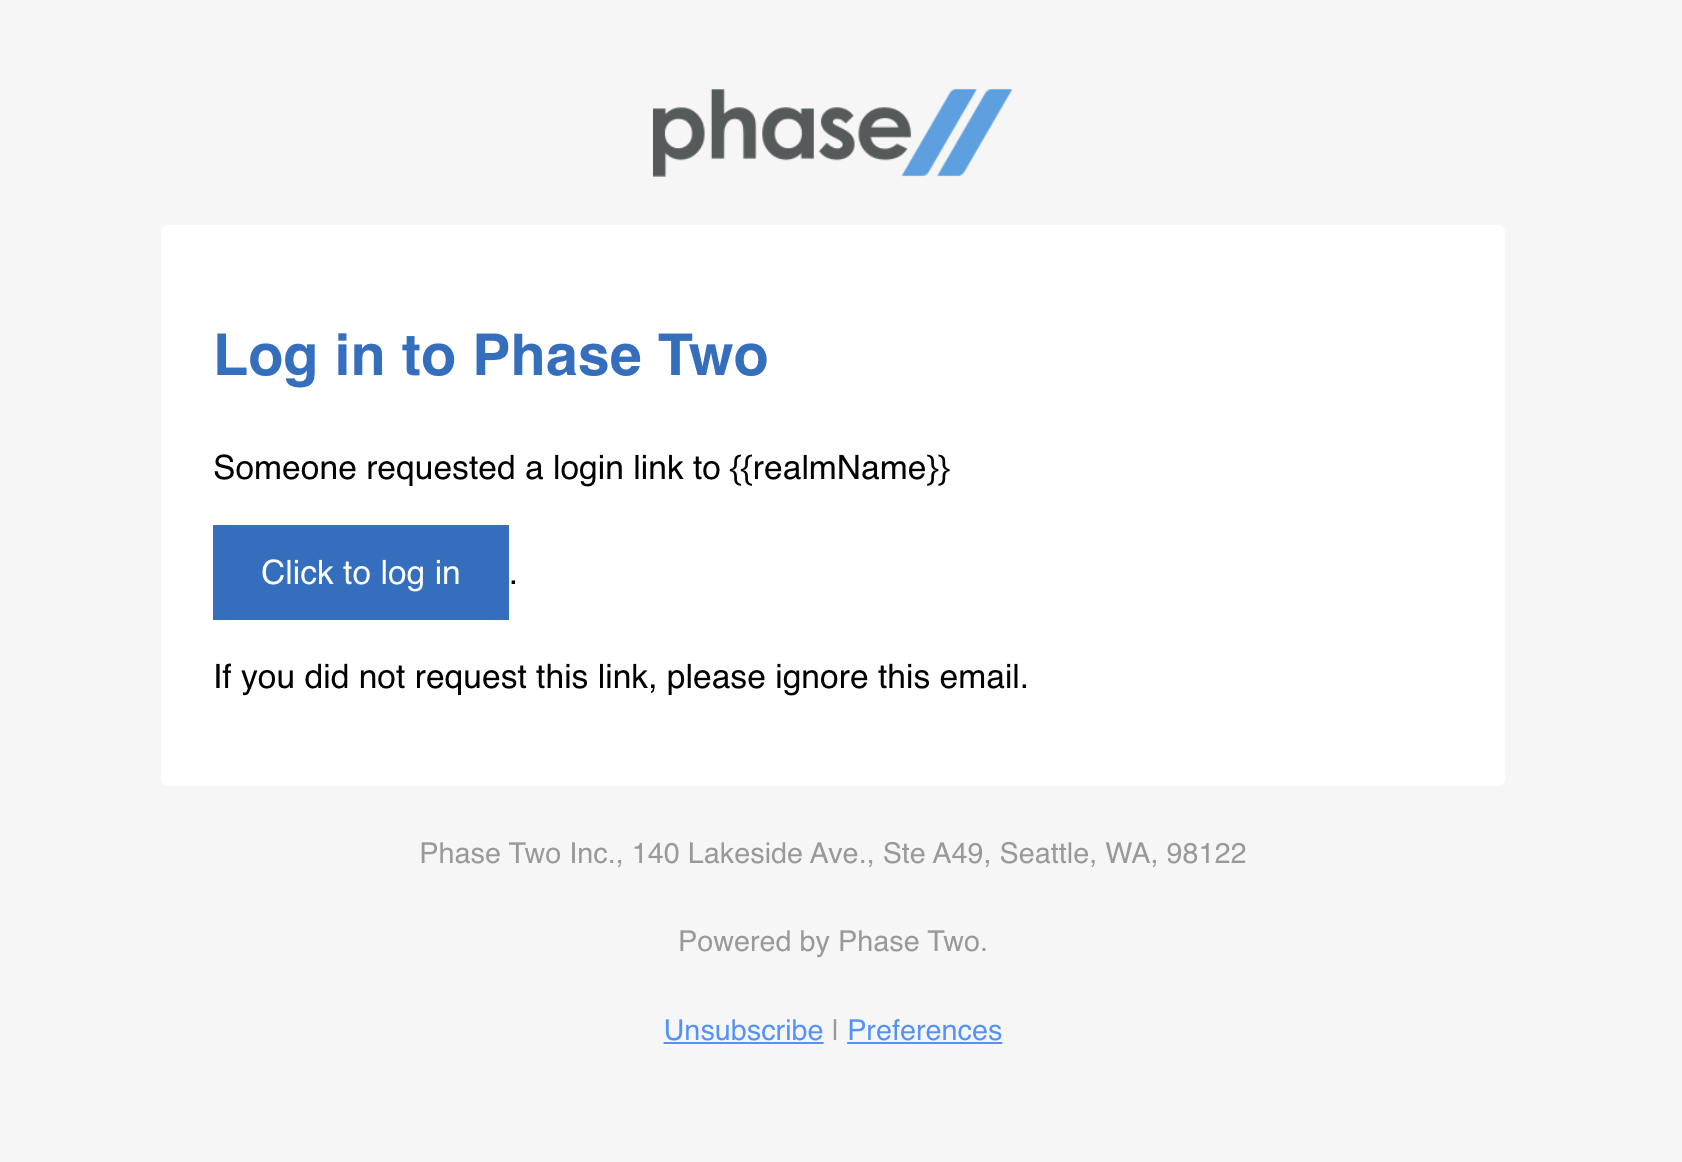 phase//
Log in to Phase Two
Someone requested a login link to {{realmName}}
Click to log in.
If you did not request this link, please ignore this email.
Phase Two Inc., 140 Lakeside Ave., Ste A49, Seattle, WA, 98122
Powered by Phase Two.
Unsubscribe | Preferences